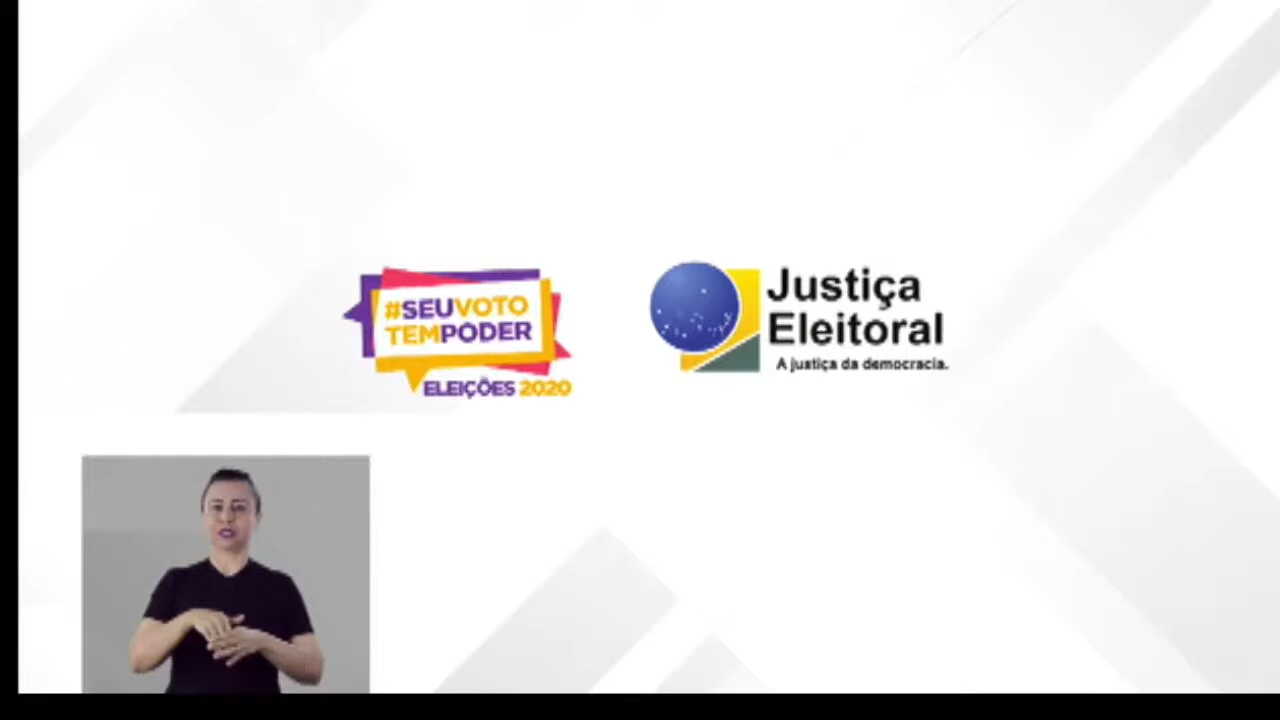 #SEUVOTO
TEMPODER
ELEIÇÕES 2020
Justiça
Eleitoral
A justiça da democracia.